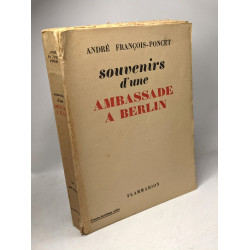 ANDRÉ FRANÇOIS-PONCET
souvenirs
d'une
AMBASSADE
A BERLIN
FLAMMARION